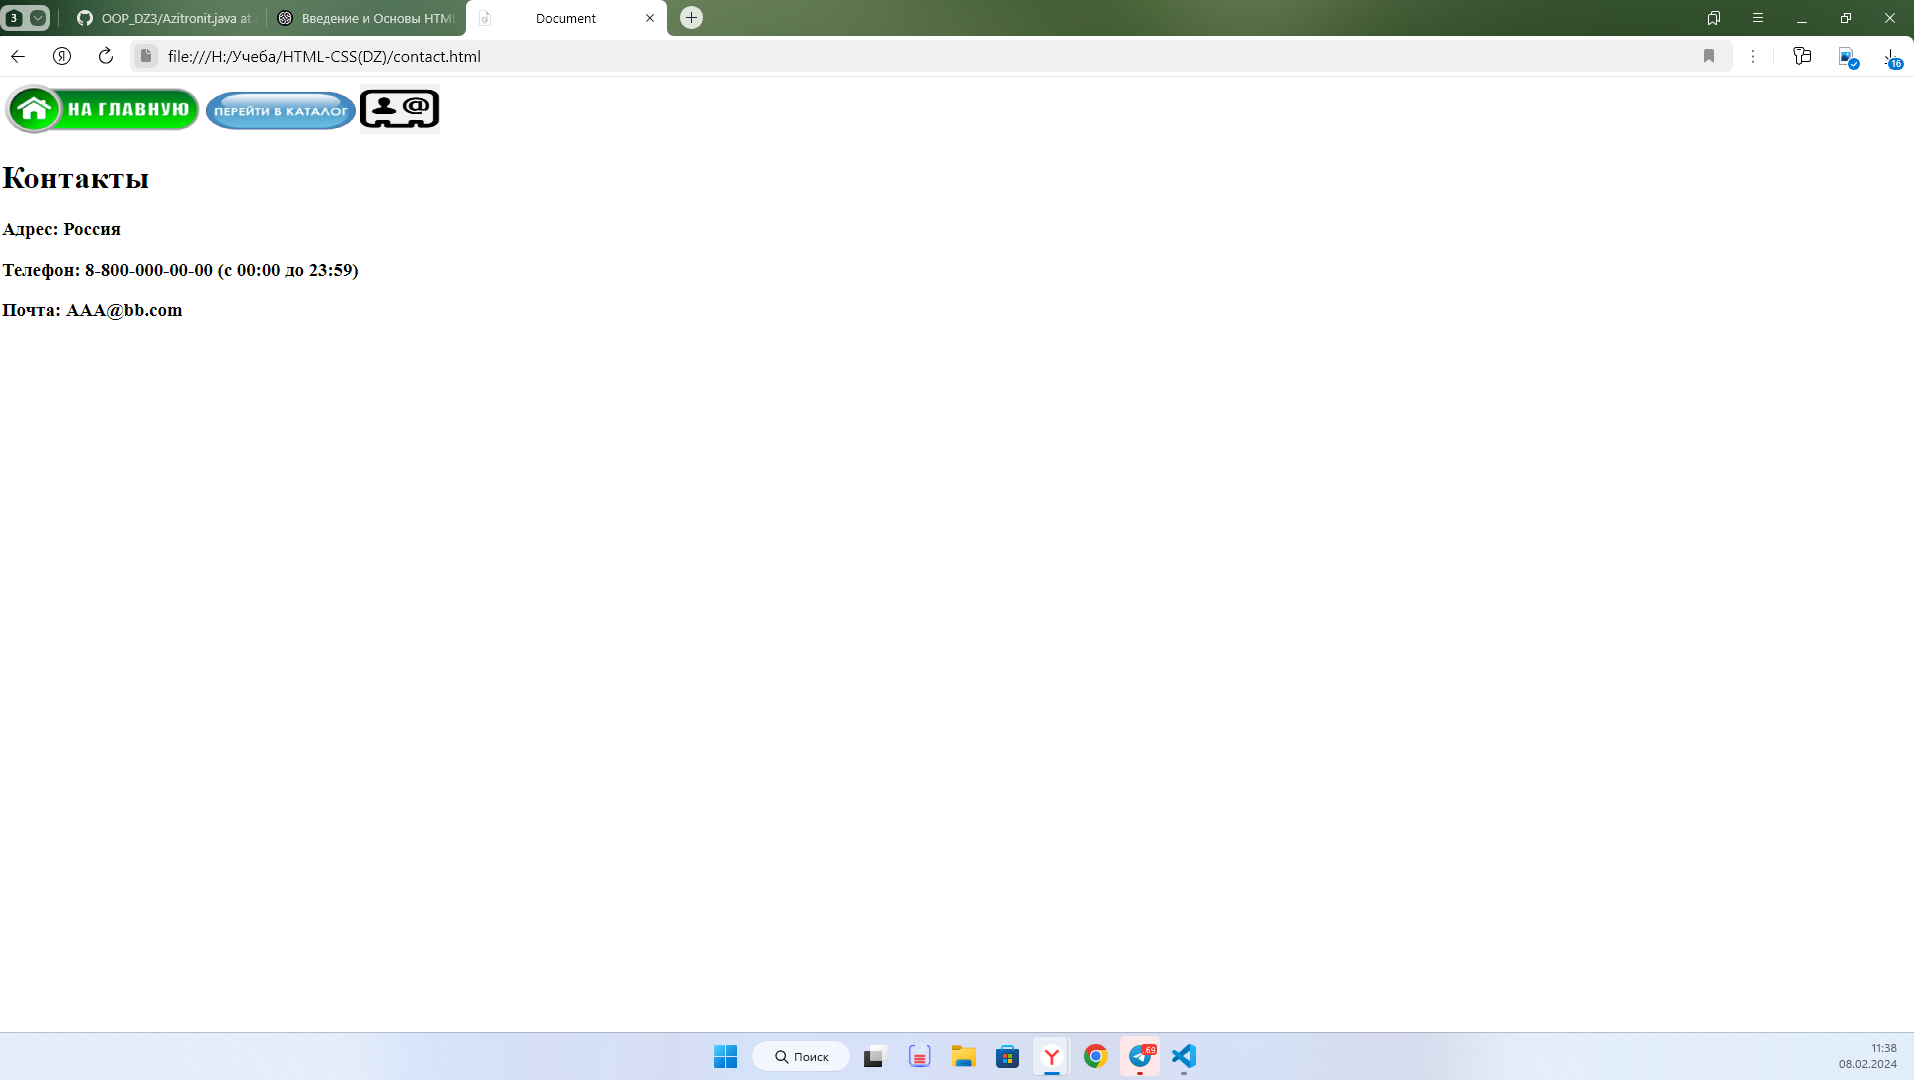 3
OOP_DZ3/Azitronit.java at
Введение и Основы HTML
Document
Я
file:///H:/Учеба/HTML-CSS(DZ)/contact.html
16
НА ГЛАВНУЮ
ПЕРЕЙТИ В КАТАЛОГ
@
Контакты
Адрес: Россия
Телефон: 8-800-000-00-00 (с 00:00 до 23:59)
Почта: AAA@bb.com
Поиск
Y
69
11:38
08.02.2024